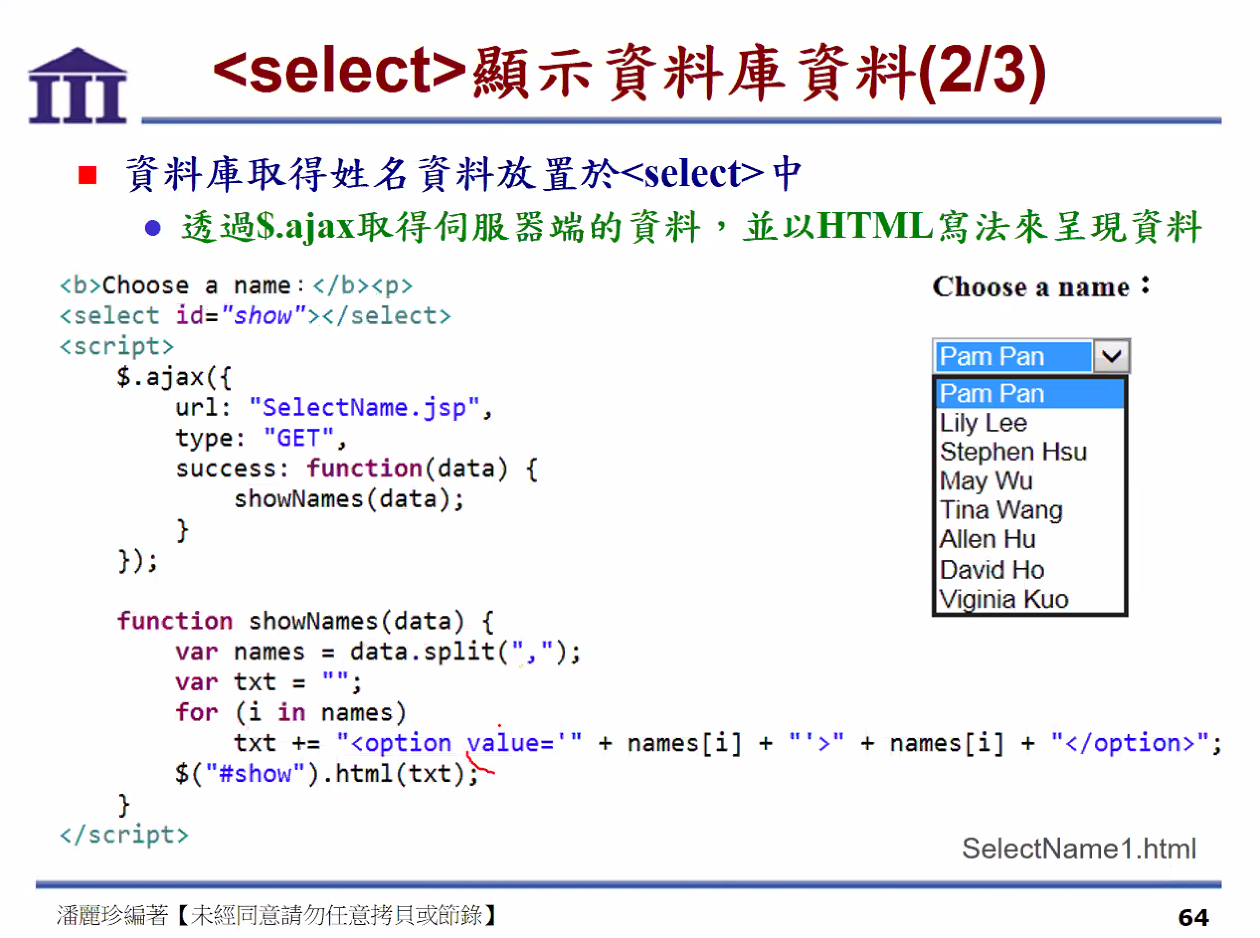 <select>顯示資料庫資料(2/3)
資料庫取得姓名資料放置於<select>中
透過$.ajax取得伺服器端的資料，並以HTML寫法來呈現資料
<b>Choose a name：</b><p>
<select id="show"></select>
<script>
$.ajax({
url: "SelectName.jsp",
type: "GET",
success: function(data) {
showNames(data);
}
});
function showNames(data) {
var names = data.split(",");
var txt = "";
for (i in names)
txt += "<option value='" + names[i] + "'>" + names[i] + "</option>";
$("#show").html(txt);
}
</script>
Choose a name：
Pam Pan
Pam Pan
Lily Lee
Stephen Hsu
May Wu
Tina Wang
Allen Hu
David Ho
Viginia Kuo
SelectName1.html
潘麗珍編著【未經同意請勿任意拷貝或節錄】
64